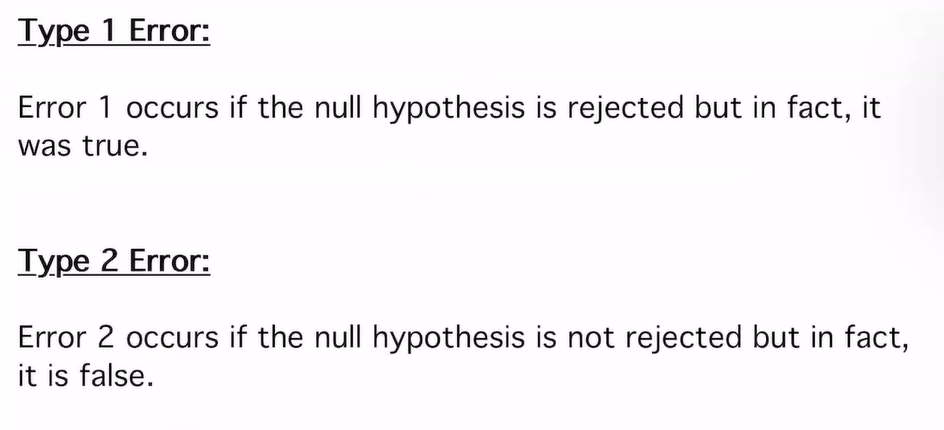 Type 1 Error:
Error 1 occurs if the null hypothesis is rejected but in fact, it
was true.
Type 2 Error:
Error 2 occurs if the null hypothesis is not rejected but in fact,
it is false.